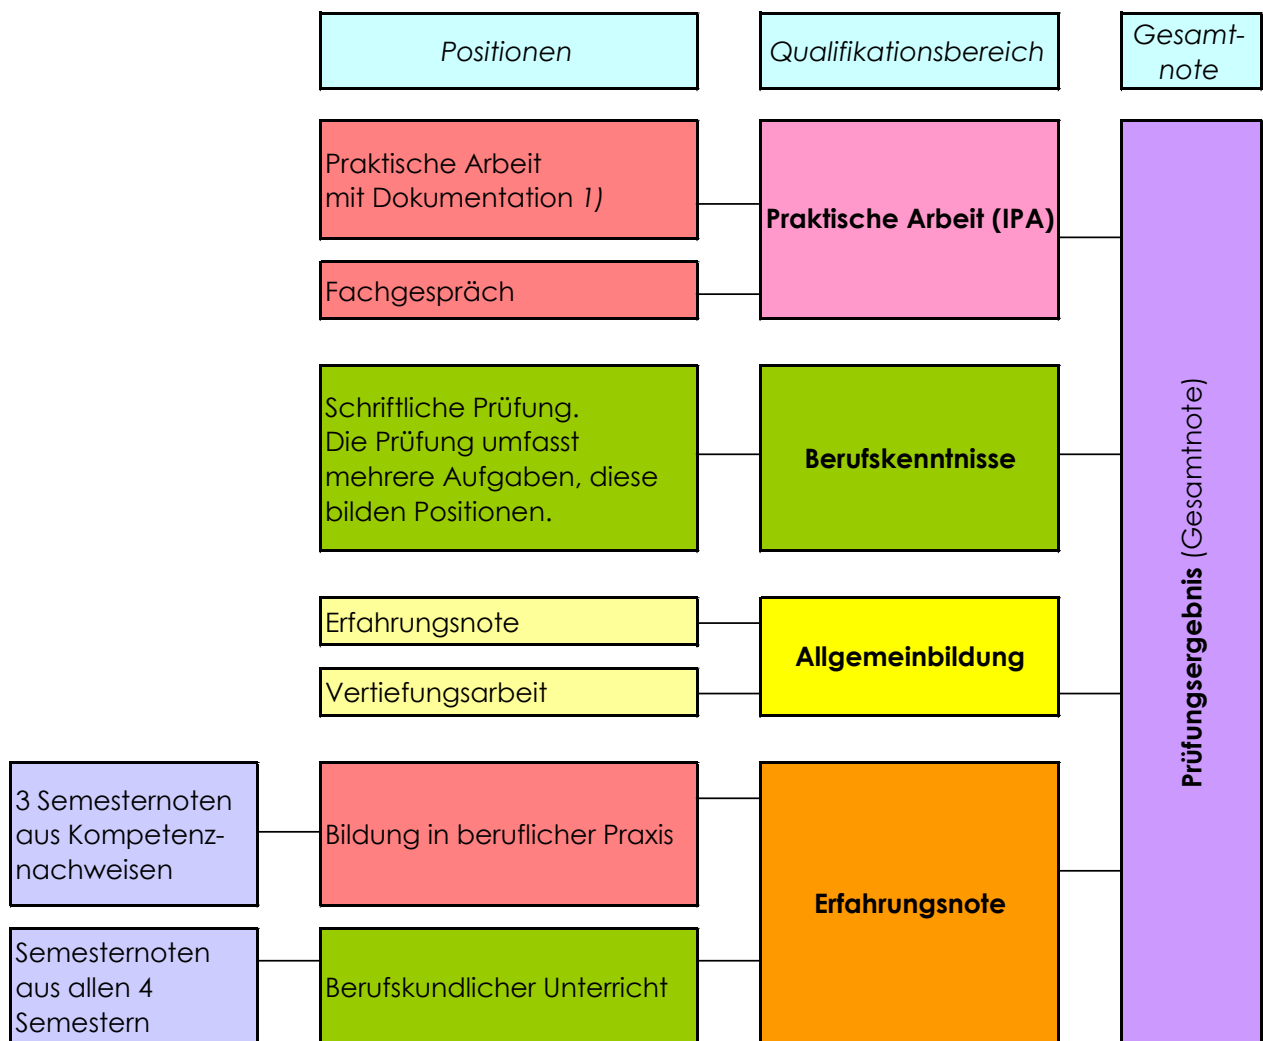 Positionen
Qualifikationsbereich
Gesamt-
note
Praktische Arbeit
mit Dokumentation 1)
Praktische Arbeit (IPA)
Fachgespräch
Schriftliche Prüfung.
Die Prüfung umfasst
mehrere Aufgaben, diese
bilden Positionen.
Berufskenntnisse
Erfahrungsnote
Vertiefungsarbeit
Allgemeinbildung
3 Semesternoten
aus Kompetenz-
nachweisen
Bildung in beruflicher Praxis
Semesternoten
aus allen 4
Semestern
Berufskundlicher Unterricht
Erfahrungsnote
Prüfungsergebnis (Gesamtnote)